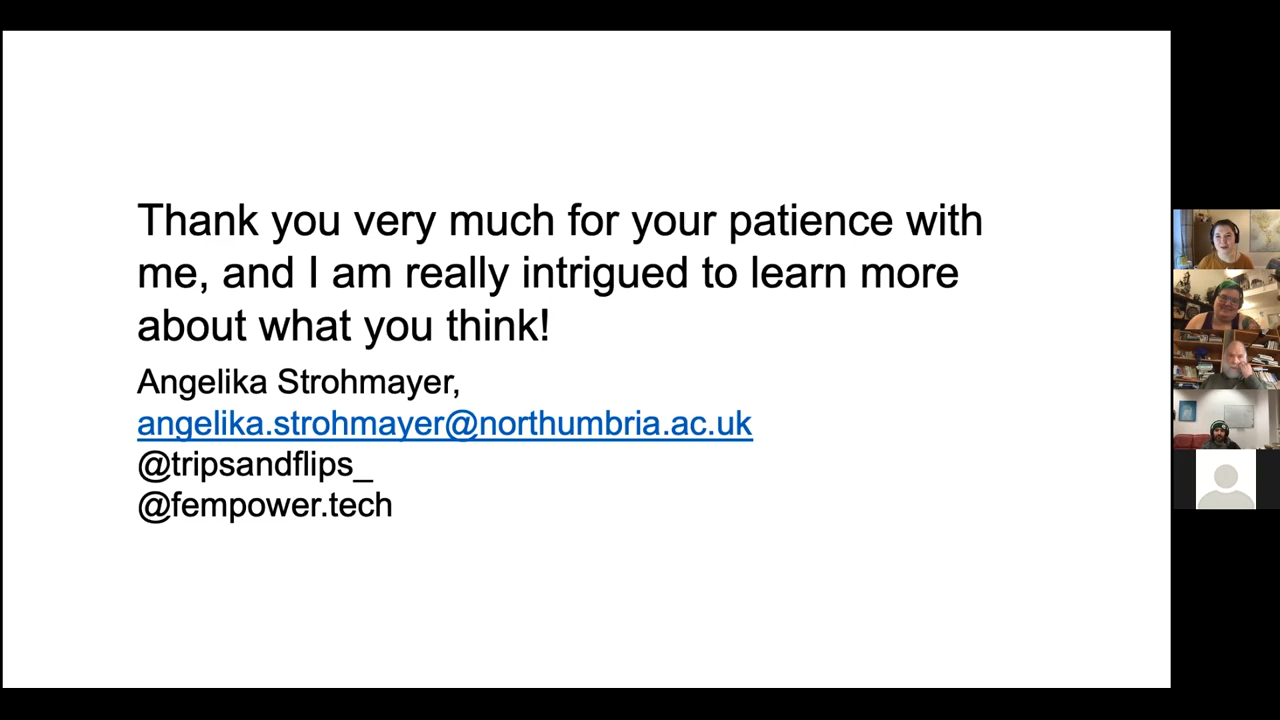 Thank you very much for your patience with
me, and I am really intrigued to learn more
about what you think!
Angelika Strohmayer,
angelika.strohmayer@northumbria.ac.uk
@tripsandflips_
@fempower.tech